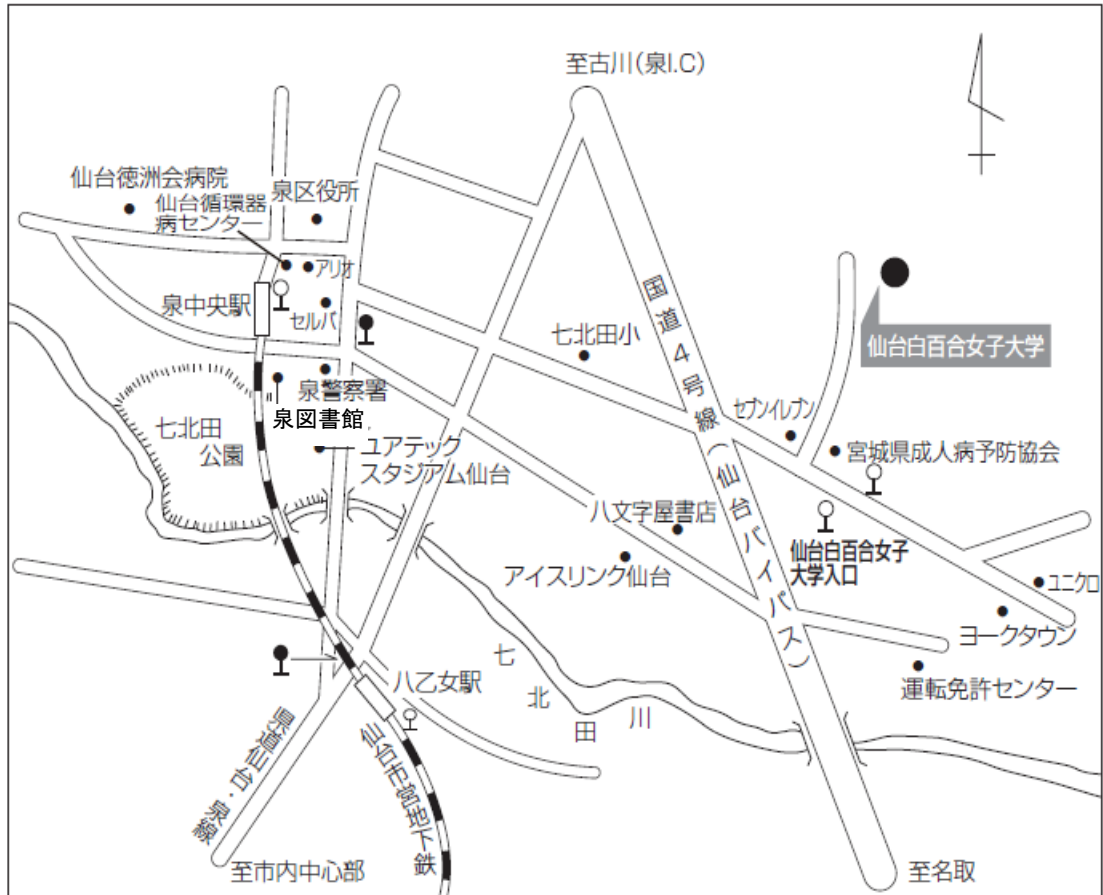 至古川(泉I.C)
仙台徳洲会病院
仙台循環器
病センター
泉区役所
アリオ
泉中央駅
セルバ
七北田小
国道4号線(仙台バイパス)
仙台白百合女子大学
セブンイレブン
宮城県成人病予防協会
泉警察署
泉図書館
七北田
公園
ユアテック
スタジアム仙台
八文字屋書店
アイスリンク仙台
仙台白百合女子
大学入口
ユニクロ
ヨークタウン
運転免許センター
七北田川
八乙女駅
県道仙台・泉線
仙台市営地下鉄
至市内中心部
至名取